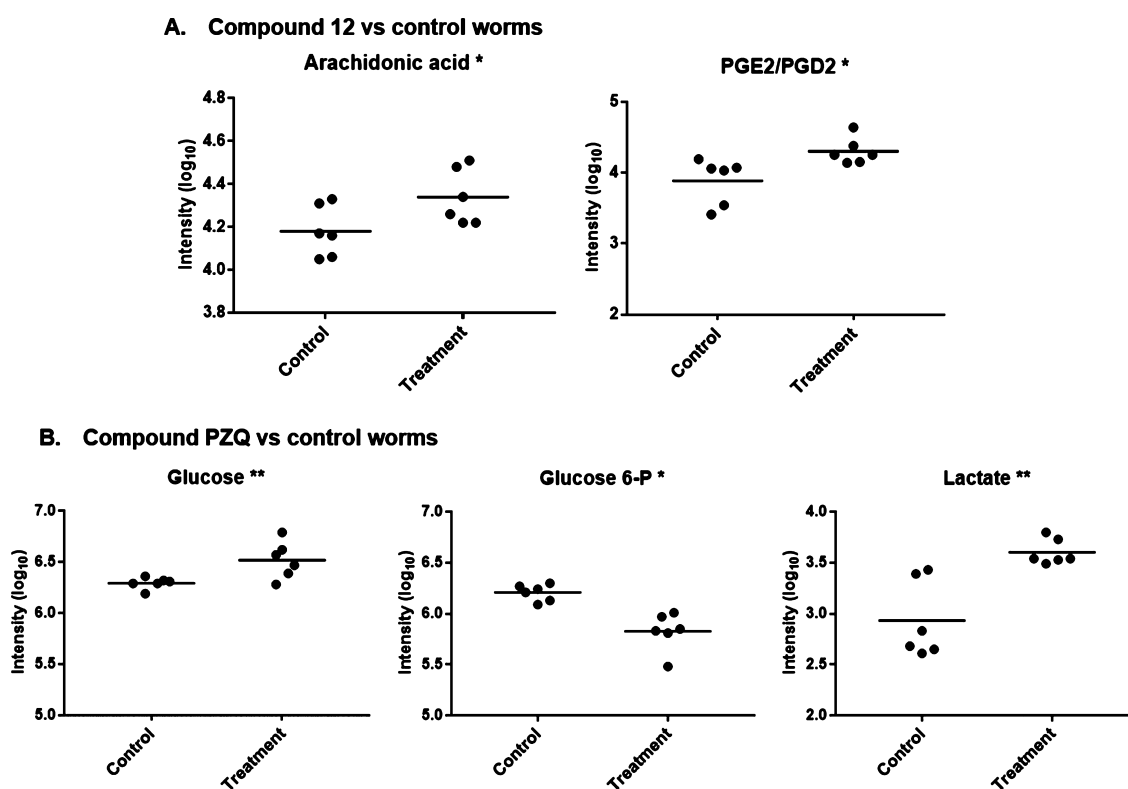 A. Compound 12 vs control worms
Arachidonic acid *
Intensity (log10)
4.8
4.6
4.4
4.2
4.0
3.8
Control
Treatment
PGE2/PGD2 *
Intensity (log10)
5
4
3
2
Control
Treatment
B. Compound PZQ vs control worms
Glucose **
Intensity (log10)
7.0
6.5
6.0
5.5
5.0
Control
Treatment
Glucose 6-P *
Intensity (log10)
7.0
6.5
6.0
5.5
5.0
Control
Treatment
Lactate **
Intensity (log10)
4.0
3.5
3.0
2.5
2.0
Control
Treatment